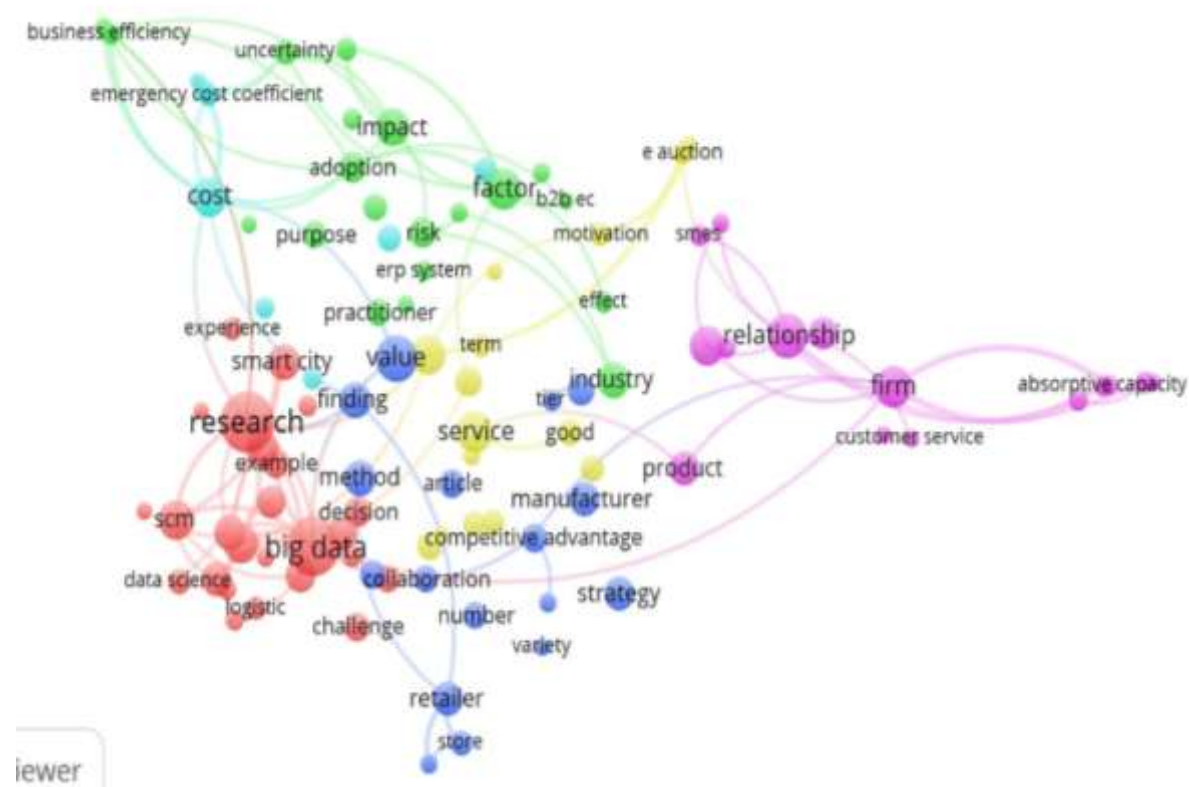 business efficiency
uncertainty
emergency cost coefficient
impact
adoption
e auction
cost
factor
b2b ec
purpose
risk
motivation
smes
erp system
effect
practitioner
experience
relationship
value
term
smart city
industry
firm
absorptive capacity
finding
tier
research
service
good
customer service
example
method
article
product
manufacturer
scm
decision
big data
competitive advantage
data science
collaboration
strategy
logistic
number
challenge
variety
retailer
store
iewer